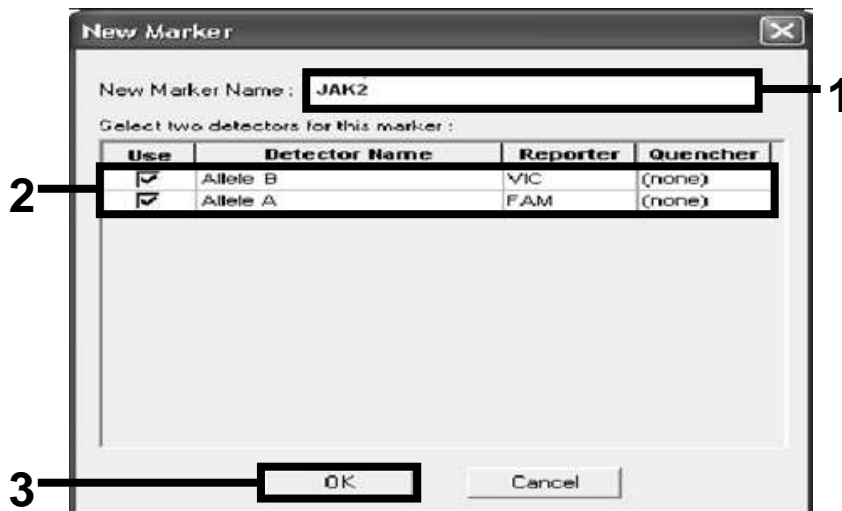 New Marker
New Marker Name : JAK2 1
Select two detectors for this marker :
Use Detector Name Reporter Quencher
2 Allele B VIC (none)
Allele A FAM (none)
3 OK Cancel